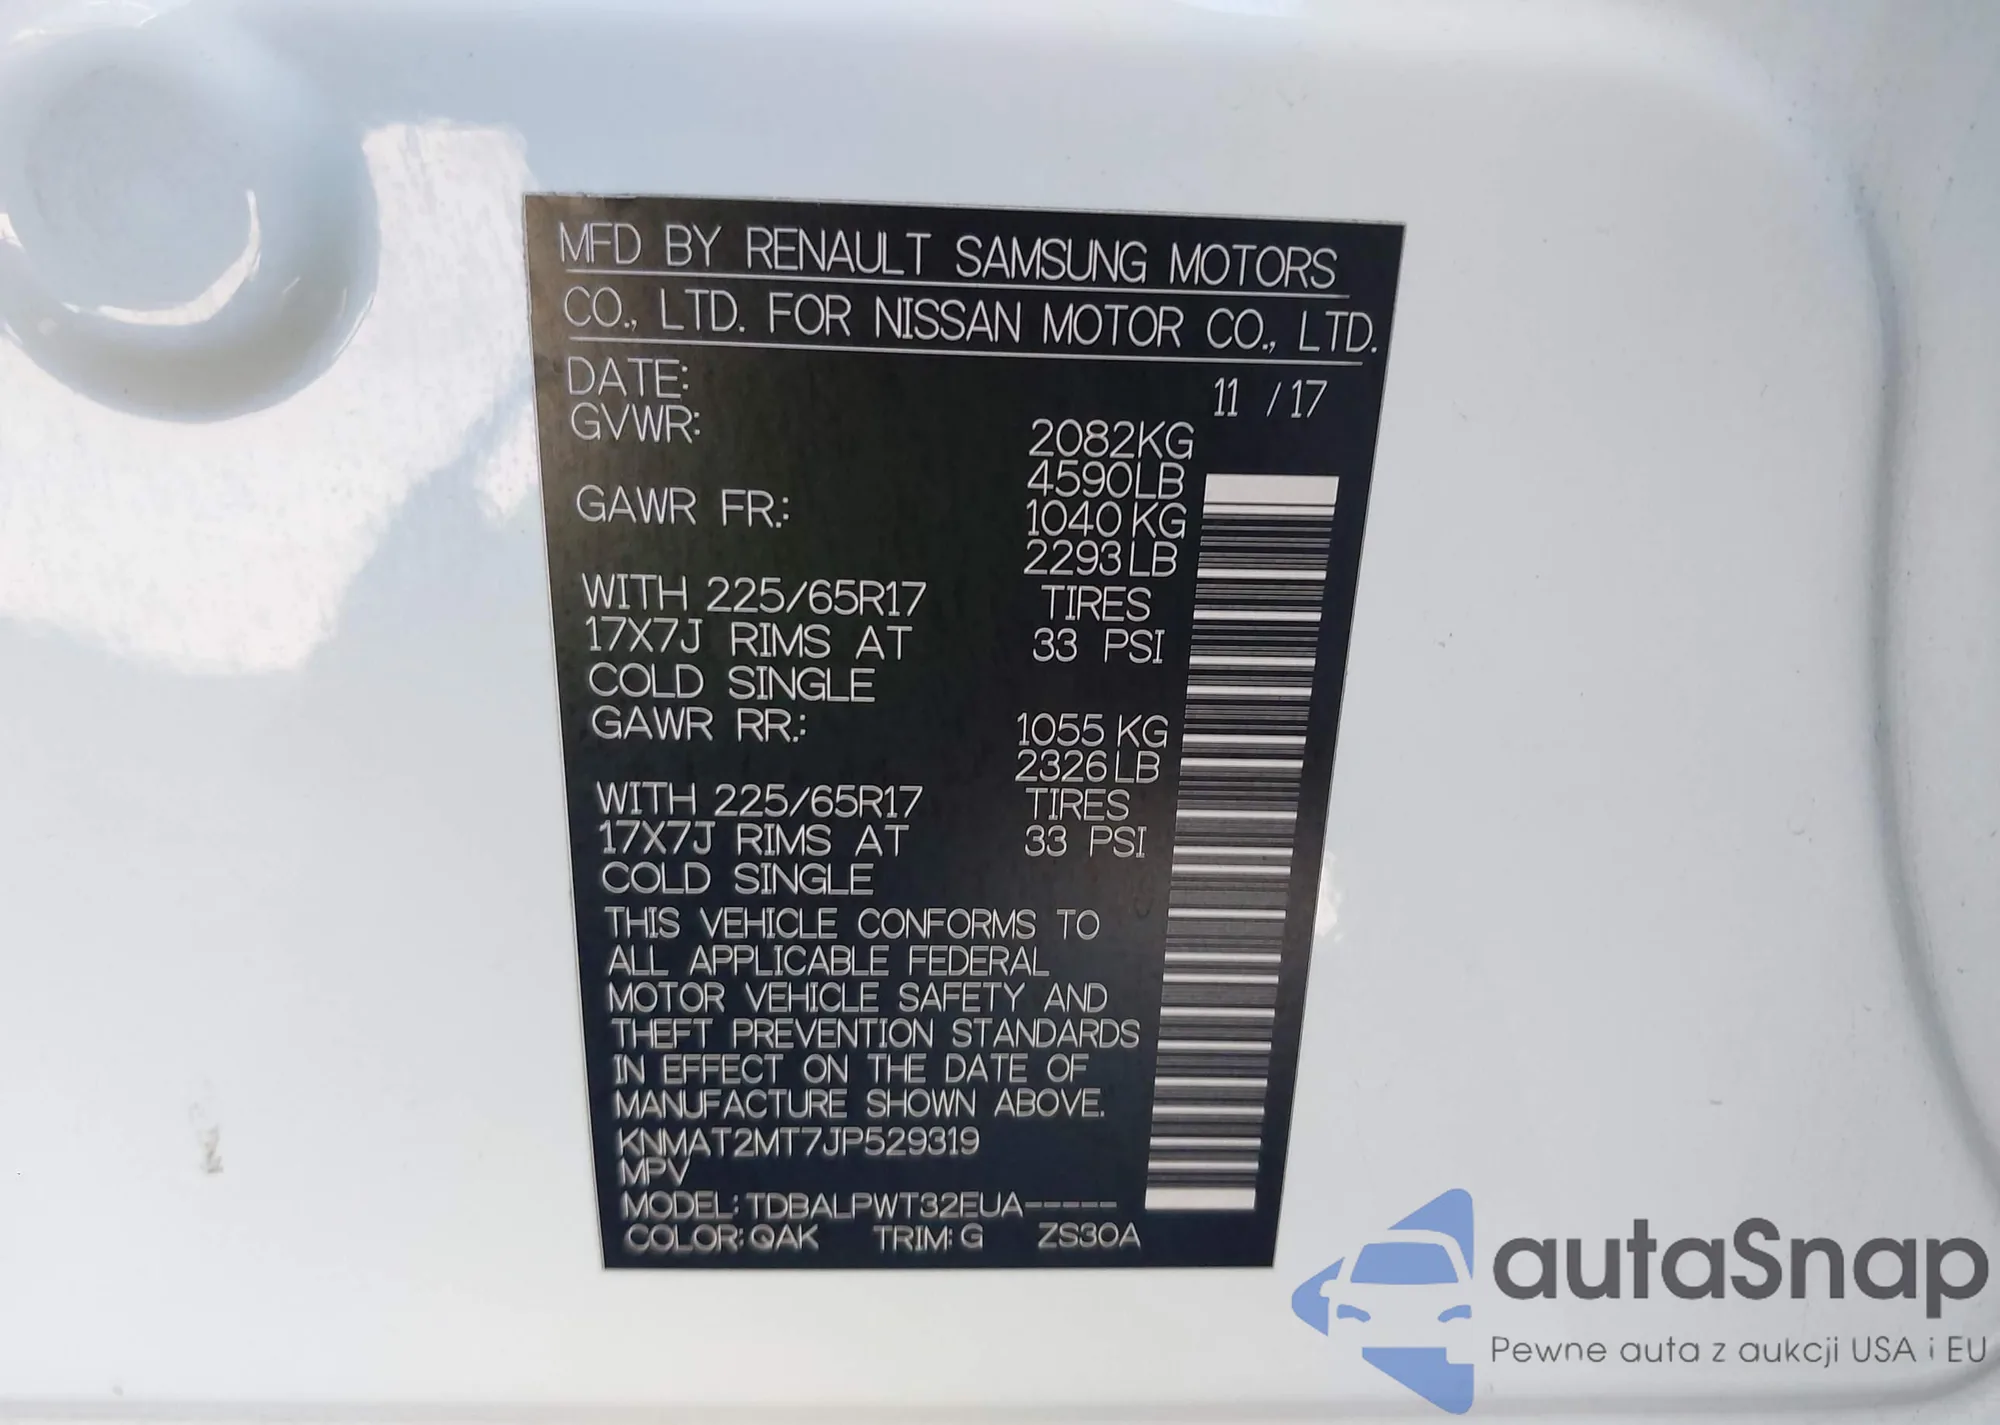 MFD BY RENAULT SAMSUNG MOTORS
CO., LTD. FOR NISSAN MOTOR CO., LTD.
DATE: 11 / 17
GVWR: 2082KG
4590LB
GAWR FR.: 1040 KG
2293 LB
WITH 225/65R17 TIRES
17X7J RIMS AT 33 PSI
COLD SINGLE
GAWR RR.: 1055 KG
2326 LB
WITH 225/65R17 TIRES
17X7J RIMS AT 33 PSI
COLD SINGLE
THIS VEHICLE CONFORMS TO
ALL APPLICABLE FEDERAL
MOTOR VEHICLE SAFETY AND
THEFT PREVENTION STANDARDS
IN EFFECT ON THE DATE OF
MANUFACTURE SHOWN ABOVE.
KNMAT2MT7JP529319
MPV
MODEL: TDBALPWT32EUA-----
COLOR: QAK TRIM: G ZS30A
autaSnap
Pewne auta z aukcji USA i EU